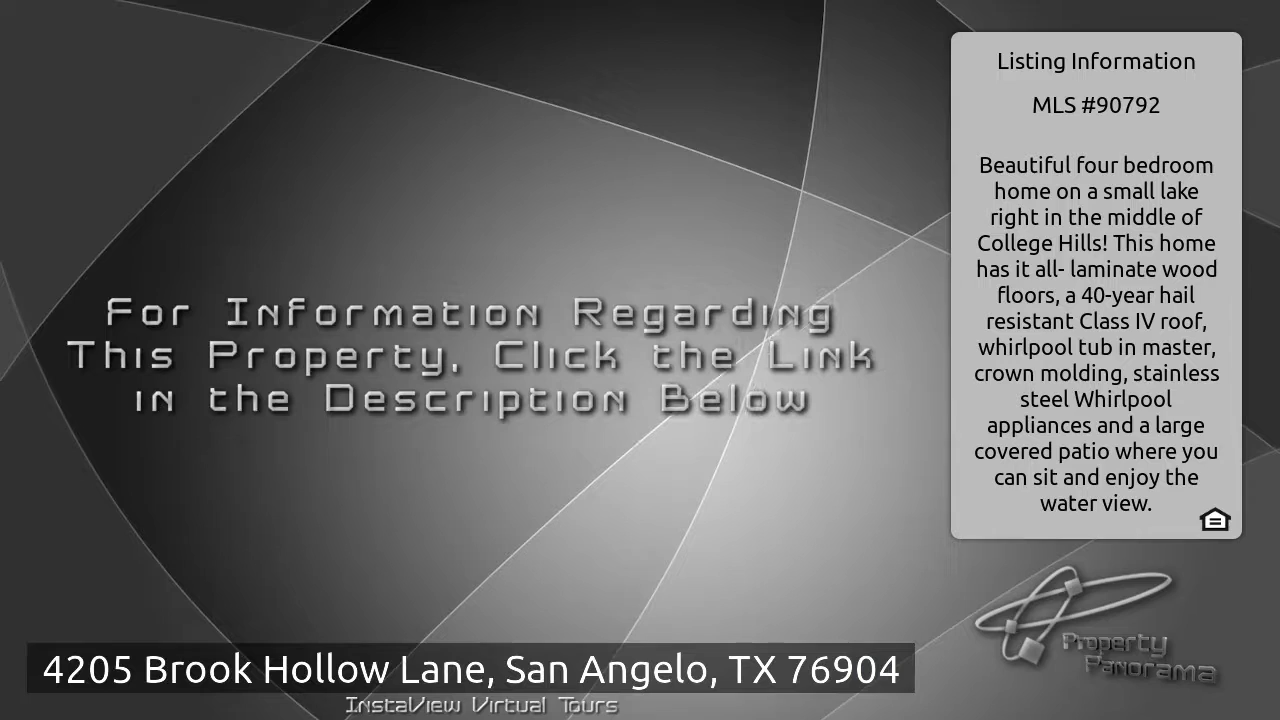 For Information Regarding
This Property, Click the Link
in the Description Below
Listing Information
MLS #90792
Beautiful four bedroom
home on a small lake
right in the middle of
College Hills! This home
has it all- laminate wood
floors, a 40-year hail
resistant Class IV roof,
whirlpool tub in master,
crown molding, stainless
steel Whirlpool
appliances and a large
covered patio where you
can sit and enjoy the
water view.
Property
Panorama
4205 Brook Hollow Lane, San Angelo, TX 76904
InstaView Virtual Tours